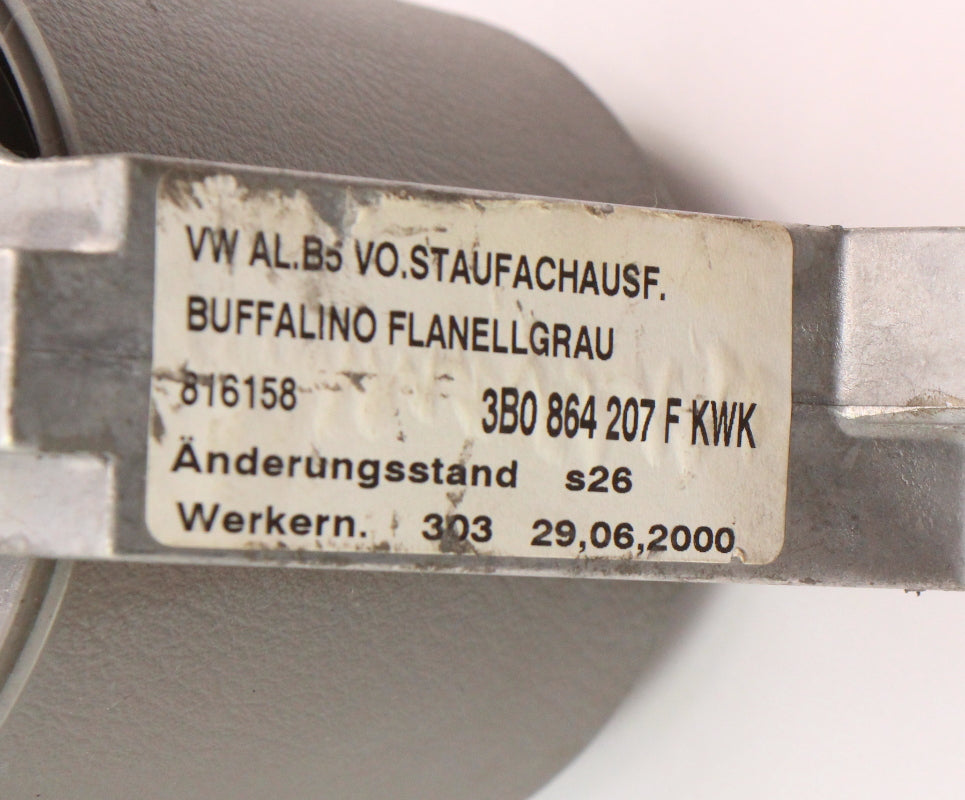 VW AL.B5 VO.STAUFACHAUSF.
BUFFALINO FLANELLGRAU
816158 3B0 864 207 F KWK
Änderungsstand s26
Werkern. 303 29,06,2000